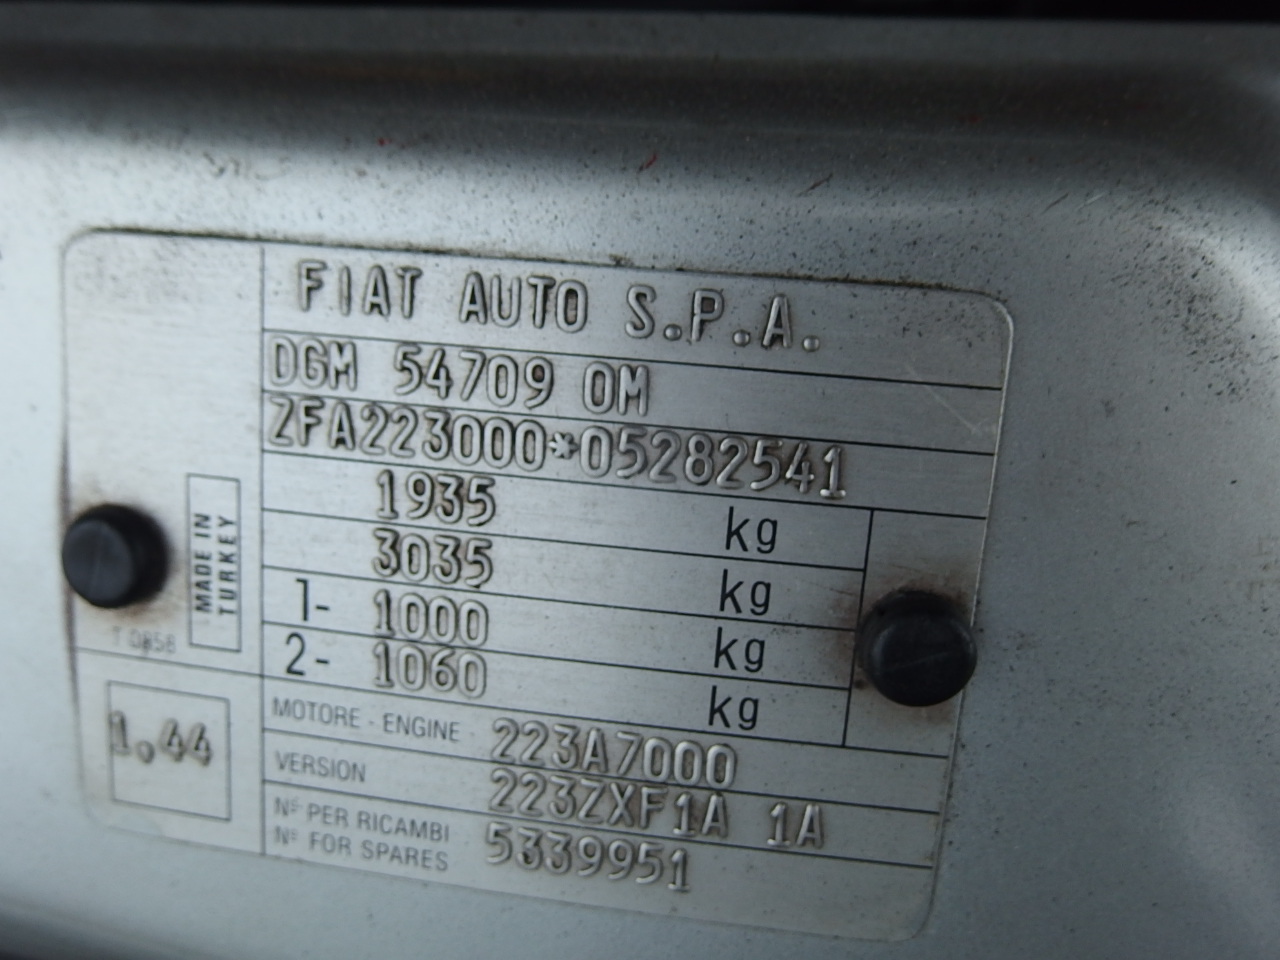 FIAT AUTO S.P.A.
DGM 54709 OM
ZFA223000*05282541
1935 kg
3035 kg
1- 1000 kg
2- 1060 kg
MADE IN
TURKEY
T 0858
1.44
MOTORE - ENGINE 223A7000
VERSION 223ZXF1A 1A
Nº PER RICAMBI
Nº FOR SPARES 5339951